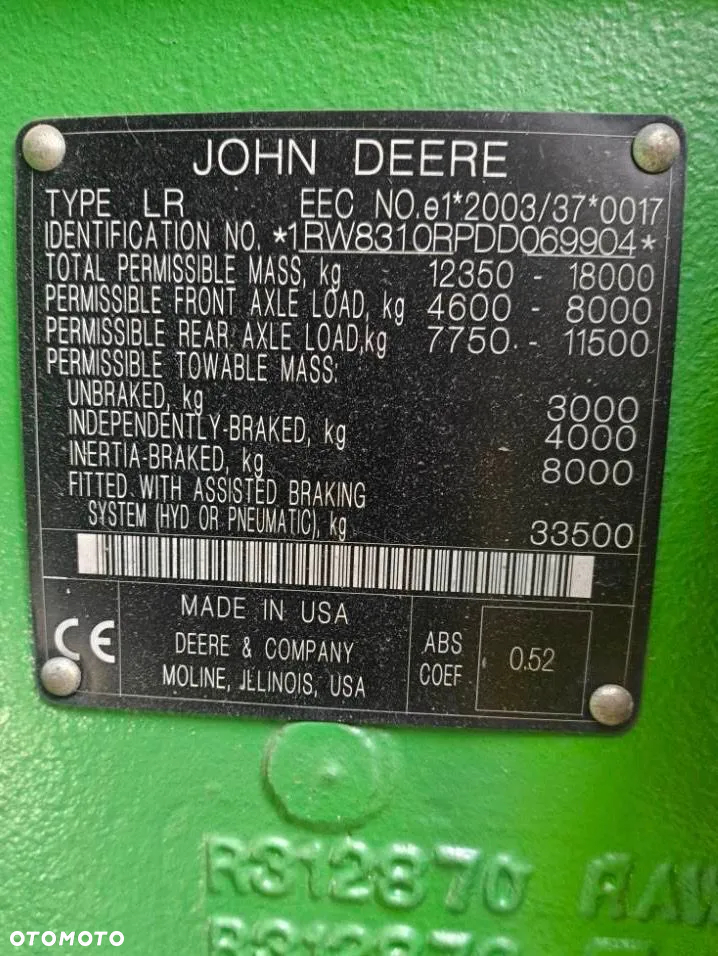 JOHN DEERE
TYPE LR EEC NO. e1*2003/37*0017
IDENTIFICATION NO. *1RW8310RPDD069904*
TOTAL PERMISSIBLE MASS, kg 12350 - 18000
PERMISSIBLE FRONT AXLE LOAD, kg 4600 - 8000
PERMISSIBLE REAR AXLE LOAD,kg 7750 - 11500
PERMISSIBLE TOWABLE MASS:
UNBRAKED, kg 3000
INDEPENDENTLY-BRAKED, kg 4000
INERTIA-BRAKED, kg 8000
FITTED WITH ASSISTED BRAKING
SYSTEM (HYD OR PNEUMATIC), kg 33500
CE
MADE IN USA
DEERE & COMPANY
MOLINE, ILLINOIS, USA
ABS
COEF
0.52
R312870
OTOMOTO